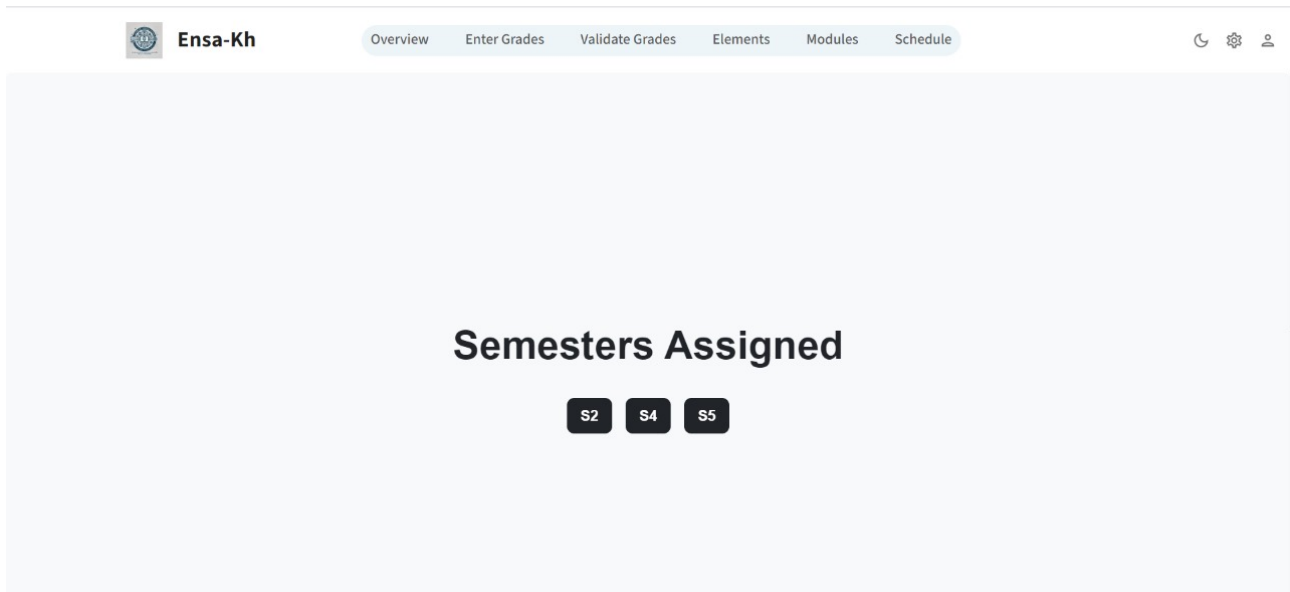 Ensa-Kh Overview Enter Grades Validate Grades Elements Modules Schedule
Semesters Assigned
S2 S4 S5